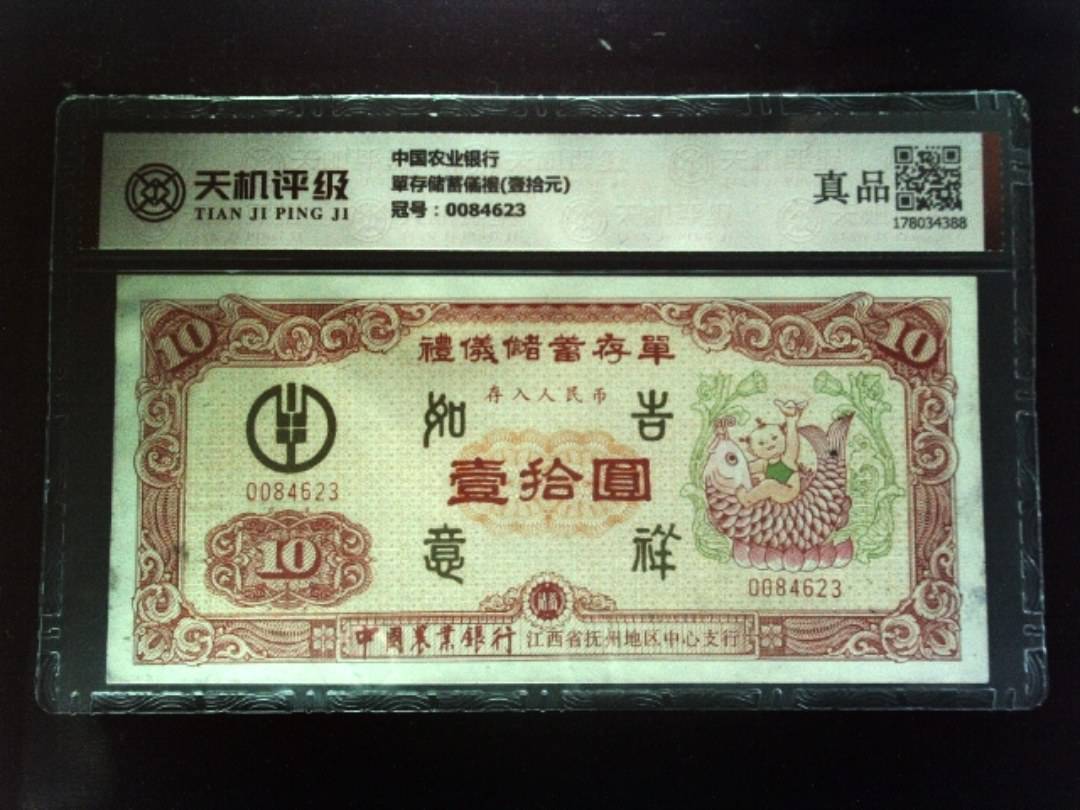 天机评级
TIAN JI PING JI
中国农业银行
單存储蓄儀禮(壹拾元)
冠号：0084623
真品
178034388
10
10
禮儀儲蓄存單
存入人民币
吉祥
如意
壹拾圓
0084623
10
0084623
中國農業銀行 江西省抚州地区中心支行